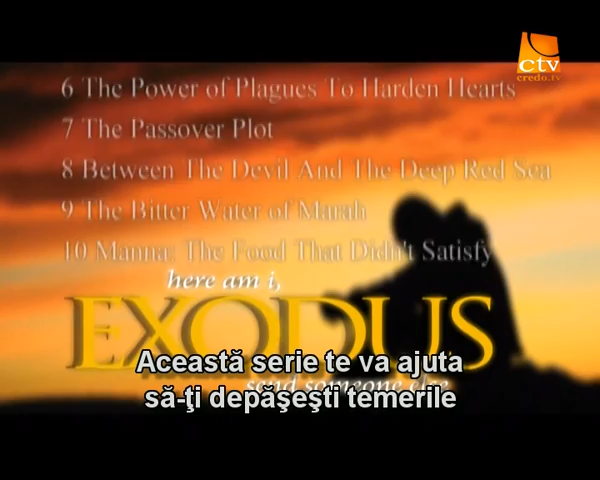 ctv
credo.tv
6 The Power of Plagues To Harden Hearts
7 The Passover Plot
8 Between The Devil And The Deep Red Sea
9 The Bitter Water of Marah
10 Manna: The Food That Didn't Satisfy
here am i,
EXODUS
send someone else
Această serie te va ajuta
să-ţi depăşeşti temerile